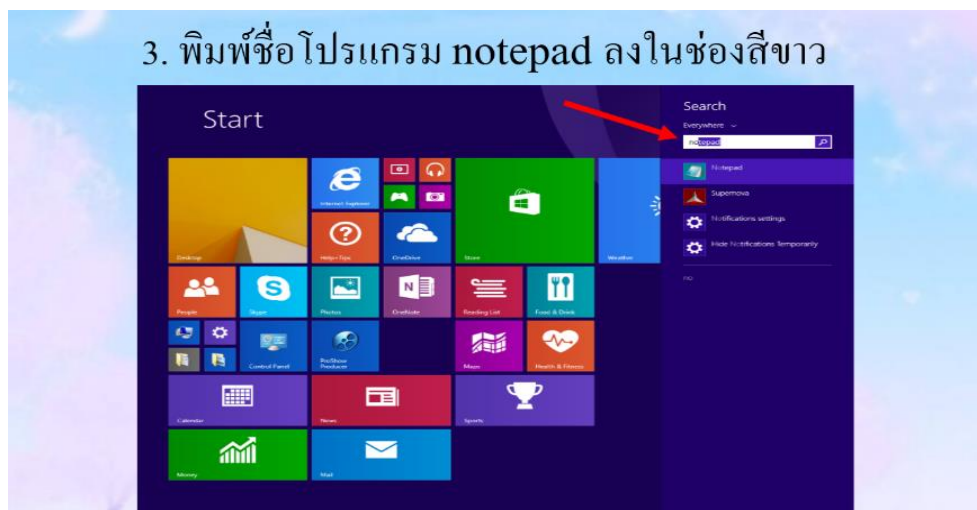 3. พิมพ์ชื่อโปรแกรม notepad ลงในช่องสีขาว
Start
Search
Everywhere
notepad
Notepad
Supernova
Notifications settings
Hide Notifications Temporarily
no
Internet Explorer
Desktop
Help+Tips
OneDrive
Store
Weather
People
Skype
Photos
OneNote
Reading List
Food & Drink
Control Panel
ProShow
Producer
Maps
Health & Fitness
Calendar
News
Sports
Money
Mail